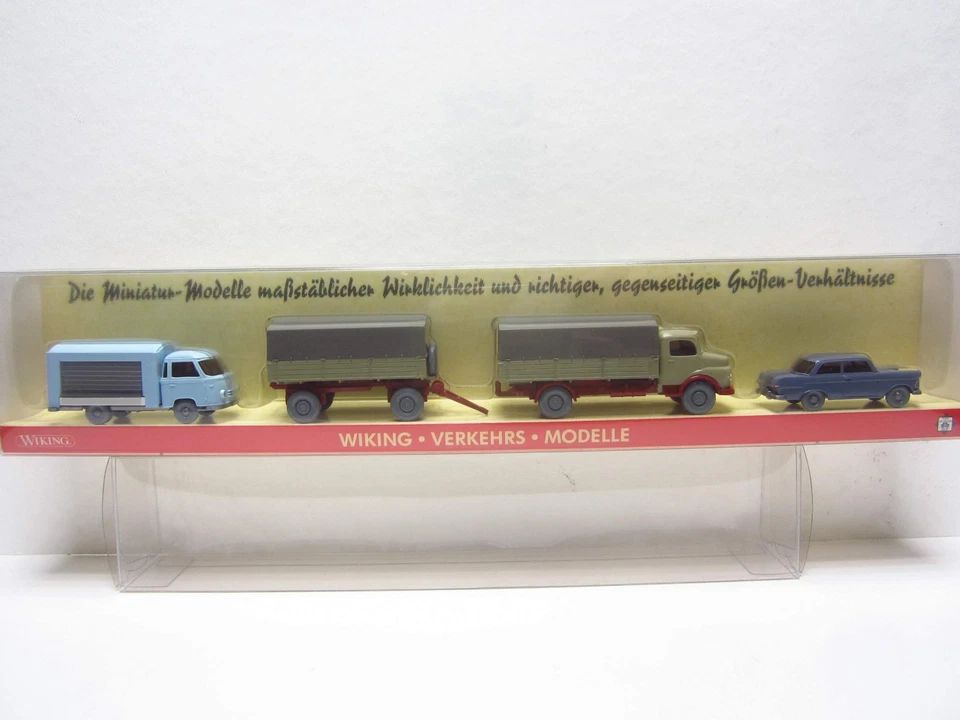 Die Miniatur-Modelle maßstäblicher Wirklichkeit und richtiger, gegenseitiger Größen-Verhältnisse
WIKING
WIKING • VERKEHRS • MODELLE